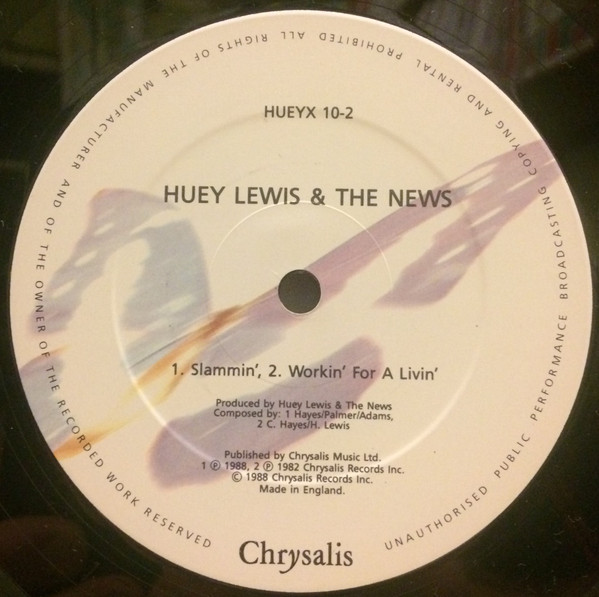 HUEYX 10-2
HUEY LEWIS & THE NEWS
1. Slammin', 2. Workin' For A Livin'
Produced by Huey Lewis & The News
Composed by: 1 Hayes/Palmer/Adams,
2 C. Hayes/H. Lewis
Published by Chrysalis Music Ltd.
1 ℗ 1988, 2 ℗ 1982 Chrysalis Records Inc.
© 1988 Chrysalis Records Inc.
Made in England.
Chrysalis
ALL RIGHTS OF THE MANUFACTURER AND OF THE OWNER OF THE RECORDED WORK RESERVED
UNAUTHORISED PUBLIC PERFORMANCE BROADCASTING COPYING AND RENTAL PROHIBITED